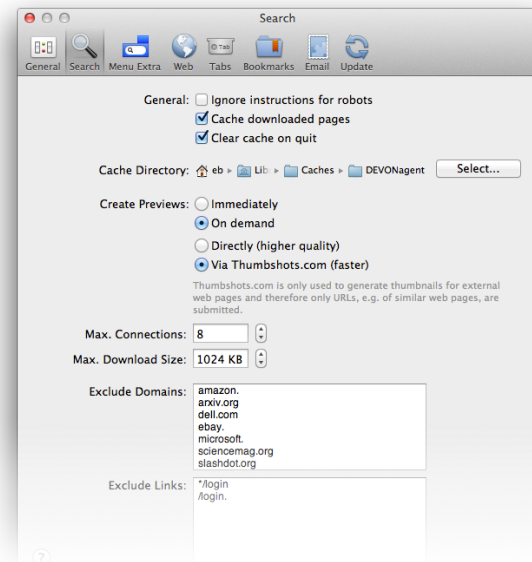 Search
General Search Menu Extra Web Tabs Bookmarks Email Update
Tab
General: Ignore instructions for robots
Cache downloaded pages
Clear cache on quit
Cache Directory: eb ▸ Lib ▸ Caches ▸ DEVONagent Select...
Create Previews: Immediately
On demand
Directly (higher quality)
Via Thumbshots.com (faster)
Thumbshots.com is only used to generate thumbnails for external
web pages and therefore only URLs, e.g. of similar web pages, are
submitted.
Max. Connections: 8
Max. Download Size: 1024 KB
Exclude Domains: amazon.
arxiv.org
dell.com
ebay.
microsoft.
sciencemag.org
slashdot.org
Exclude Links: */login
/login.
?